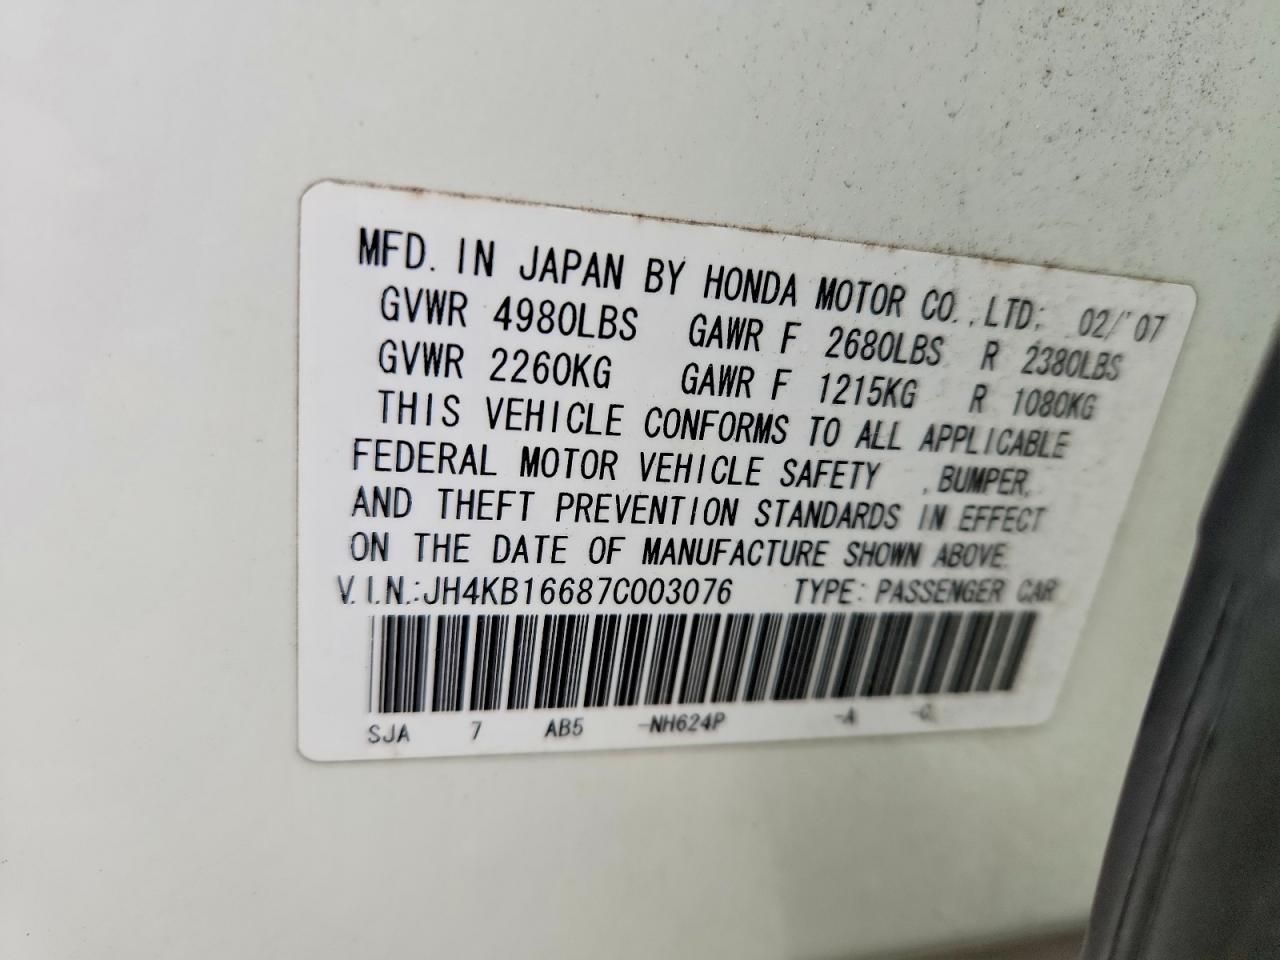 MFD. IN JAPAN BY HONDA MOTOR CO.,LTD; 02/'07
GVWR 4980LBS GAWR F 2680LBS R 2380LBS
GVWR 2260KG GAWR F 1215KG R 1080KG
THIS VEHICLE CONFORMS TO ALL APPLICABLE
FEDERAL MOTOR VEHICLE SAFETY , BUMPER,
AND THEFT PREVENTION STANDARDS IN EFFECT
ON THE DATE OF MANUFACTURE SHOWN ABOVE.
V.I.N.:JH4KB16687C003076 TYPE: PASSENGER CAR
SJA 7 AB5 -NH624P -4